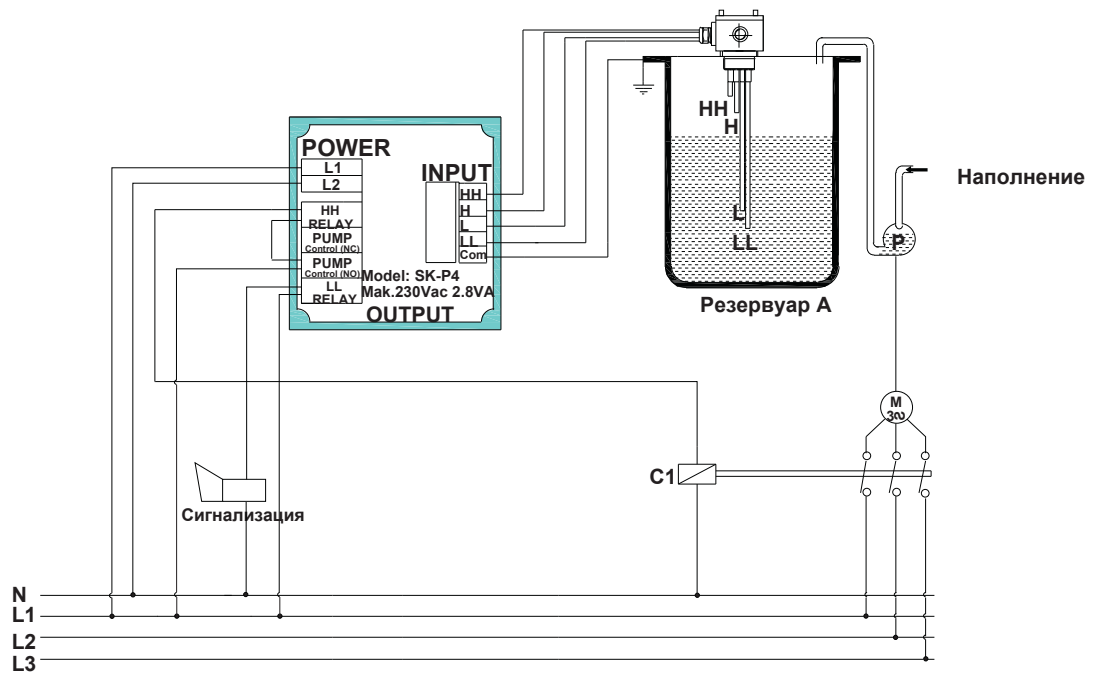 HH
H
L
LL
Резервуар A
Наполнение
P
M
3∾
C1
POWER
L1
L2
HH
RELAY
PUMP
Control (NC)
PUMP
Control (NO)
LL
RELAY
INPUT
HH
H
L
LL
Com
Model: SK-P4
Mak.230Vac 2.8VA
OUTPUT
Сигнализация
N
L1
L2
L3